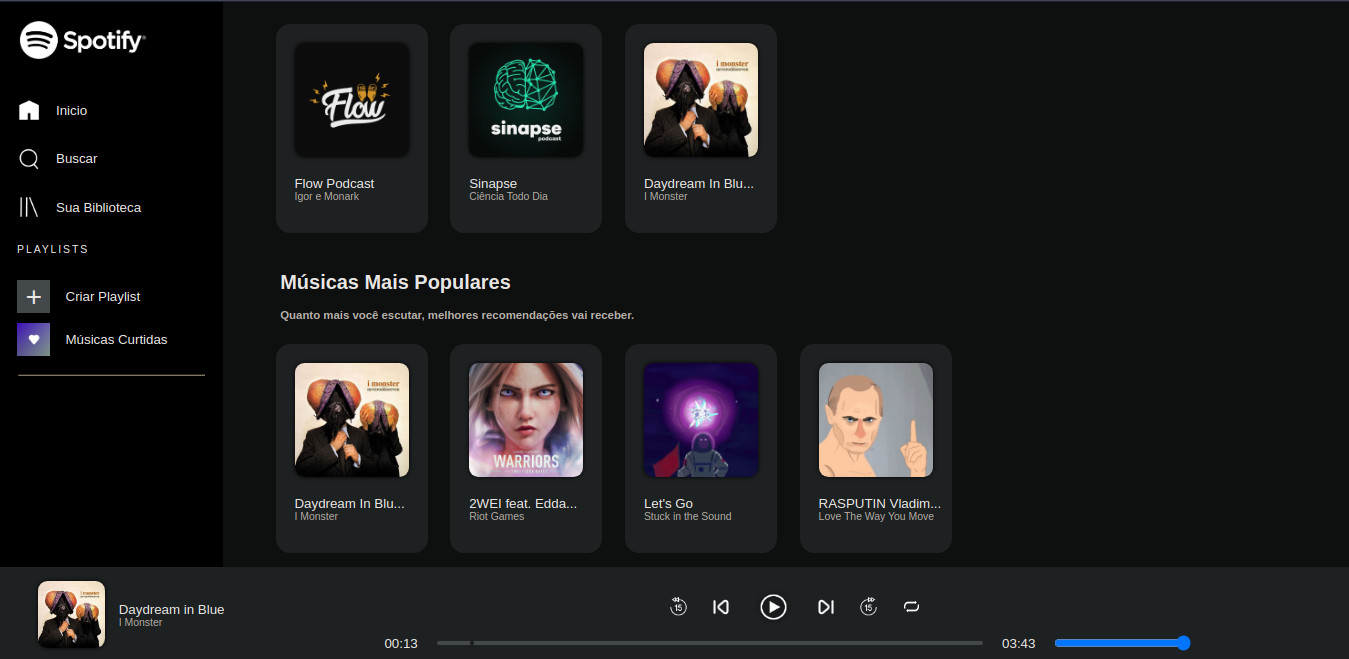 Spotify
Inicio
Buscar
Sua Biblioteca
PLAYLISTS
Criar Playlist
Músicas Curtidas
Flow
sinapse
podcast
i monster
Flow Podcast
Igor e Monark
Sinapse
Ciência Todo Dia
Daydream In Blu...
I Monster
Músicas Mais Populares
Quanto mais você escutar, melhores recomendações vai receber.
i monster
WARRIORS
Daydream In Blu...
I Monster
2WEI feat. Edda...
Riot Games
Let's Go
Stuck in the Sound
RASPUTIN Vladim...
Love The Way You Move
Daydream in Blue
I Monster
15
15
00:13
03:43